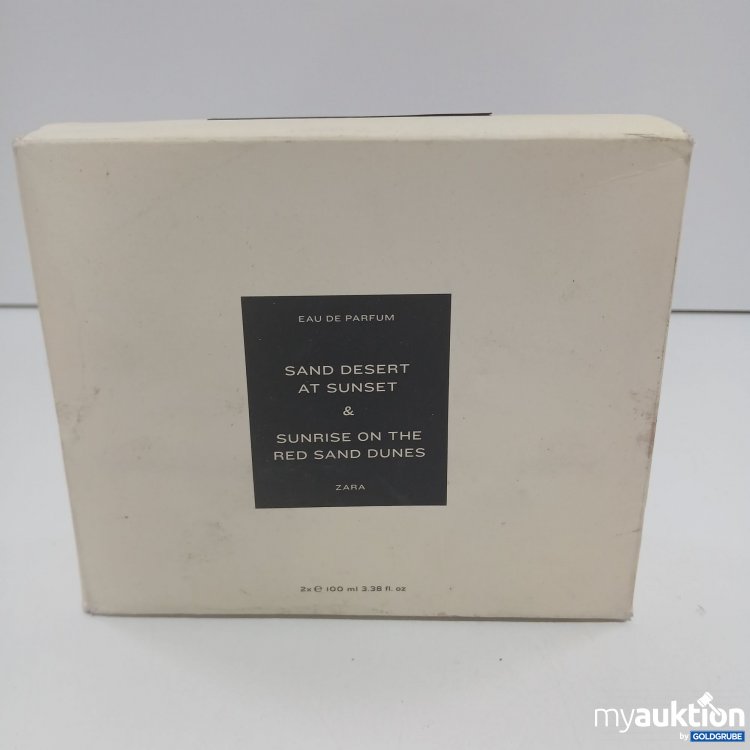 EAU DE PARFUM
SAND DESERT
AT SUNSET
&
SUNRISE ON THE
RED SAND DUNES
ZARA
2x ℮ 100 ml 3.38 fl. oz
myauktion
by GOLDGRUBE